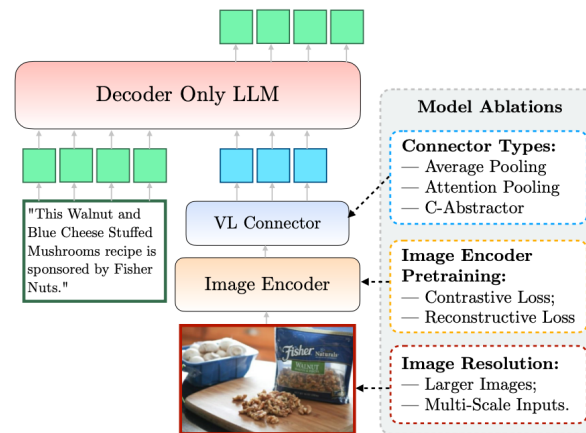 Decoder Only LLM
"This Walnut and
Blue Cheese Stuffed
Mushrooms recipe is
sponsored by Fisher
Nuts."
VL Connector
Image Encoder
Fisher
Naturals
WALNUT
Model Ablations
Connector Types:
— Average Pooling
— Attention Pooling
— C-Abstractor
Image Encoder
Pretraining:
— Contrastive Loss;
— Reconstructive Loss
Image Resolution:
— Larger Images;
— Multi-Scale Inputs.